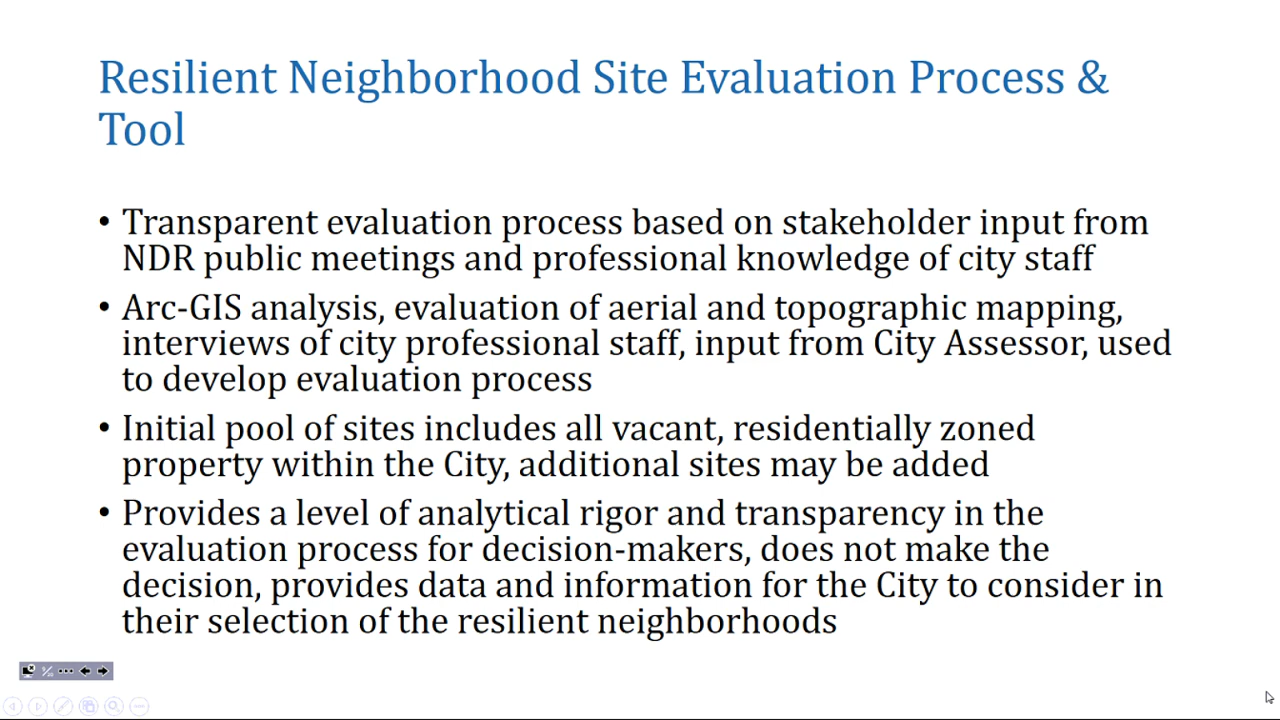 Resilient Neighborhood Site Evaluation Process &
Tool
• Transparent evaluation process based on stakeholder input from
NDR public meetings and professional knowledge of city staff
• Arc-GIS analysis, evaluation of aerial and topographic mapping,
interviews of city professional staff, input from City Assessor, used
to develop evaluation process
• Initial pool of sites includes all vacant, residentially zoned
property within the City, additional sites may be added
• Provides a level of analytical rigor and transparency in the
evaluation process for decision-makers, does not make the
decision, provides data and information for the City to consider in
their selection of the resilient neighborhoods